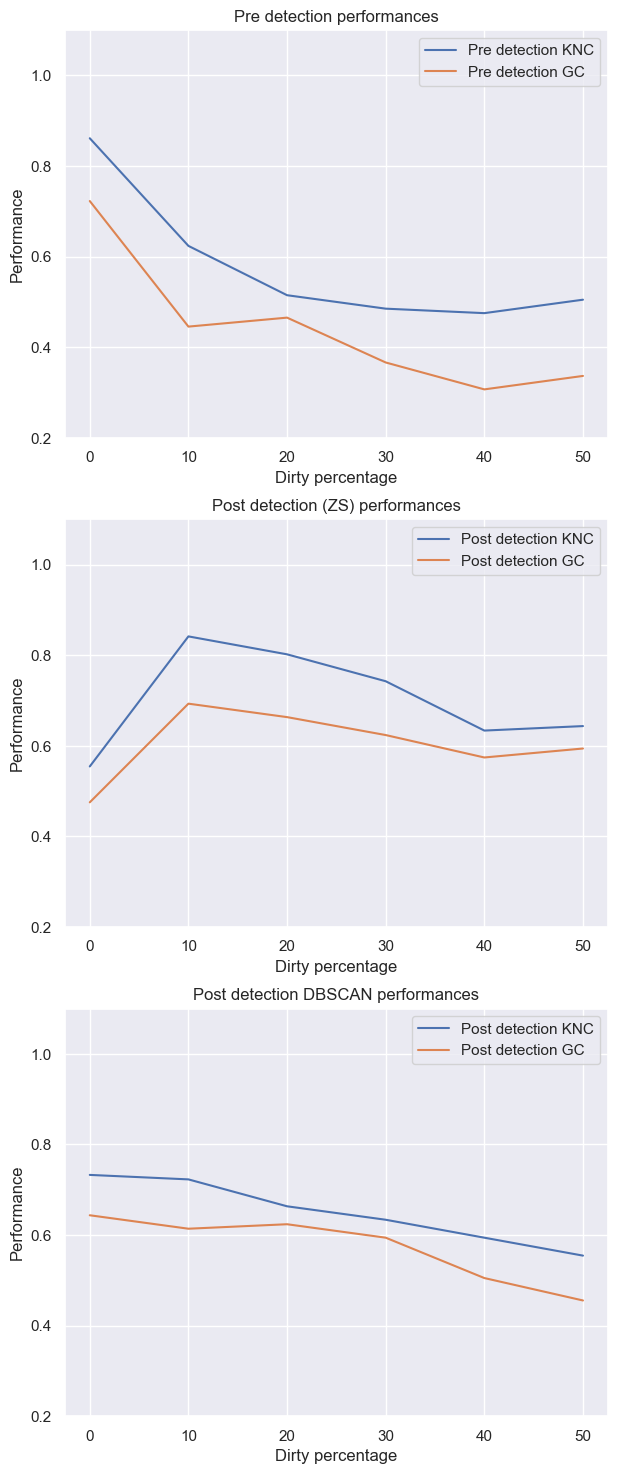 Pre detection performances
Pre detection KNC
Pre detection GC
1.0
0.8
0.6
0.4
0.2
Performance
0 10 20 30 40 50
Dirty percentage
Post detection (ZS) performances
Post detection KNC
Post detection GC
1.0
0.8
0.6
0.4
0.2
Performance
0 10 20 30 40 50
Dirty percentage
Post detection DBSCAN performances
Post detection KNC
Post detection GC
1.0
0.8
0.6
0.4
0.2
Performance
0 10 20 30 40 50
Dirty percentage